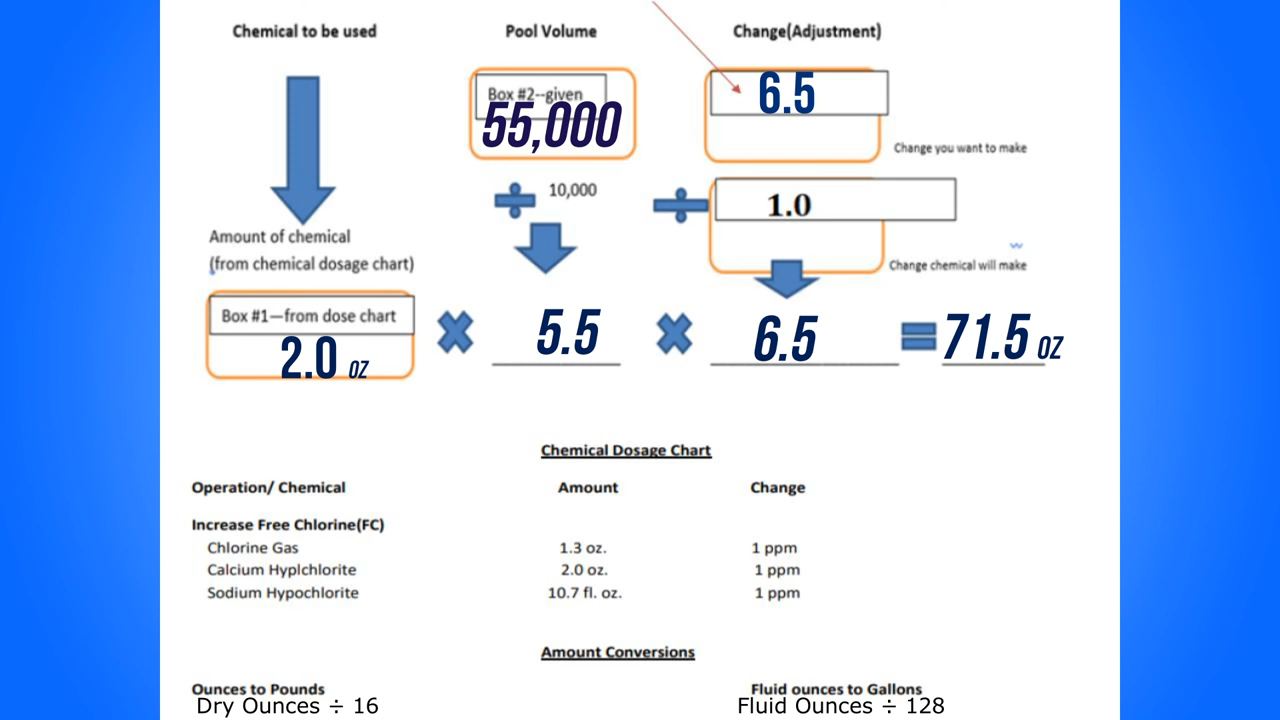 Chemical to be used Pool Volume Change(Adjustment)
Box #2--given 6.5
55,000
Change you want to make
÷ 10,000 ÷ 1.0
Amount of chemical
(from chemical dosage chart) Change chemical will make
Box #1—from dose chart
2.0 oz × 5.5 × 6.5 = 71.5 oz
Chemical Dosage Chart
Operation/ Chemical Amount Change
Increase Free Chlorine(FC)
Chlorine Gas 1.3 oz. 1 ppm
Calcium Hyplchlorite 2.0 oz. 1 ppm
Sodium Hypochlorite 10.7 fl. oz. 1 ppm
Amount Conversions
Ounces to Pounds Fluid ounces to Gallons
Dry Ounces ÷ 16 Fluid Ounces ÷ 128